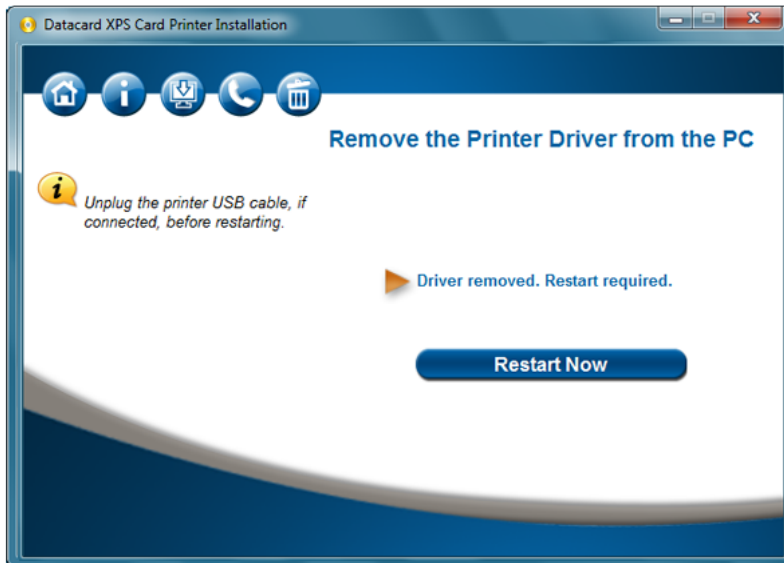 Datacard XPS Card Printer Installation
Remove the Printer Driver from the PC
i
Unplug the printer USB cable, if
connected, before restarting.
Driver removed. Restart required.
Restart Now